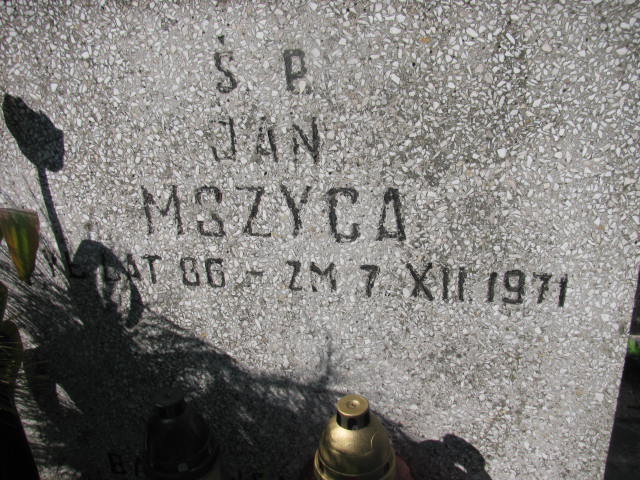 Ś. P.
JAN
MSZYCA
LAT 86 - ZM 7 XII 1971